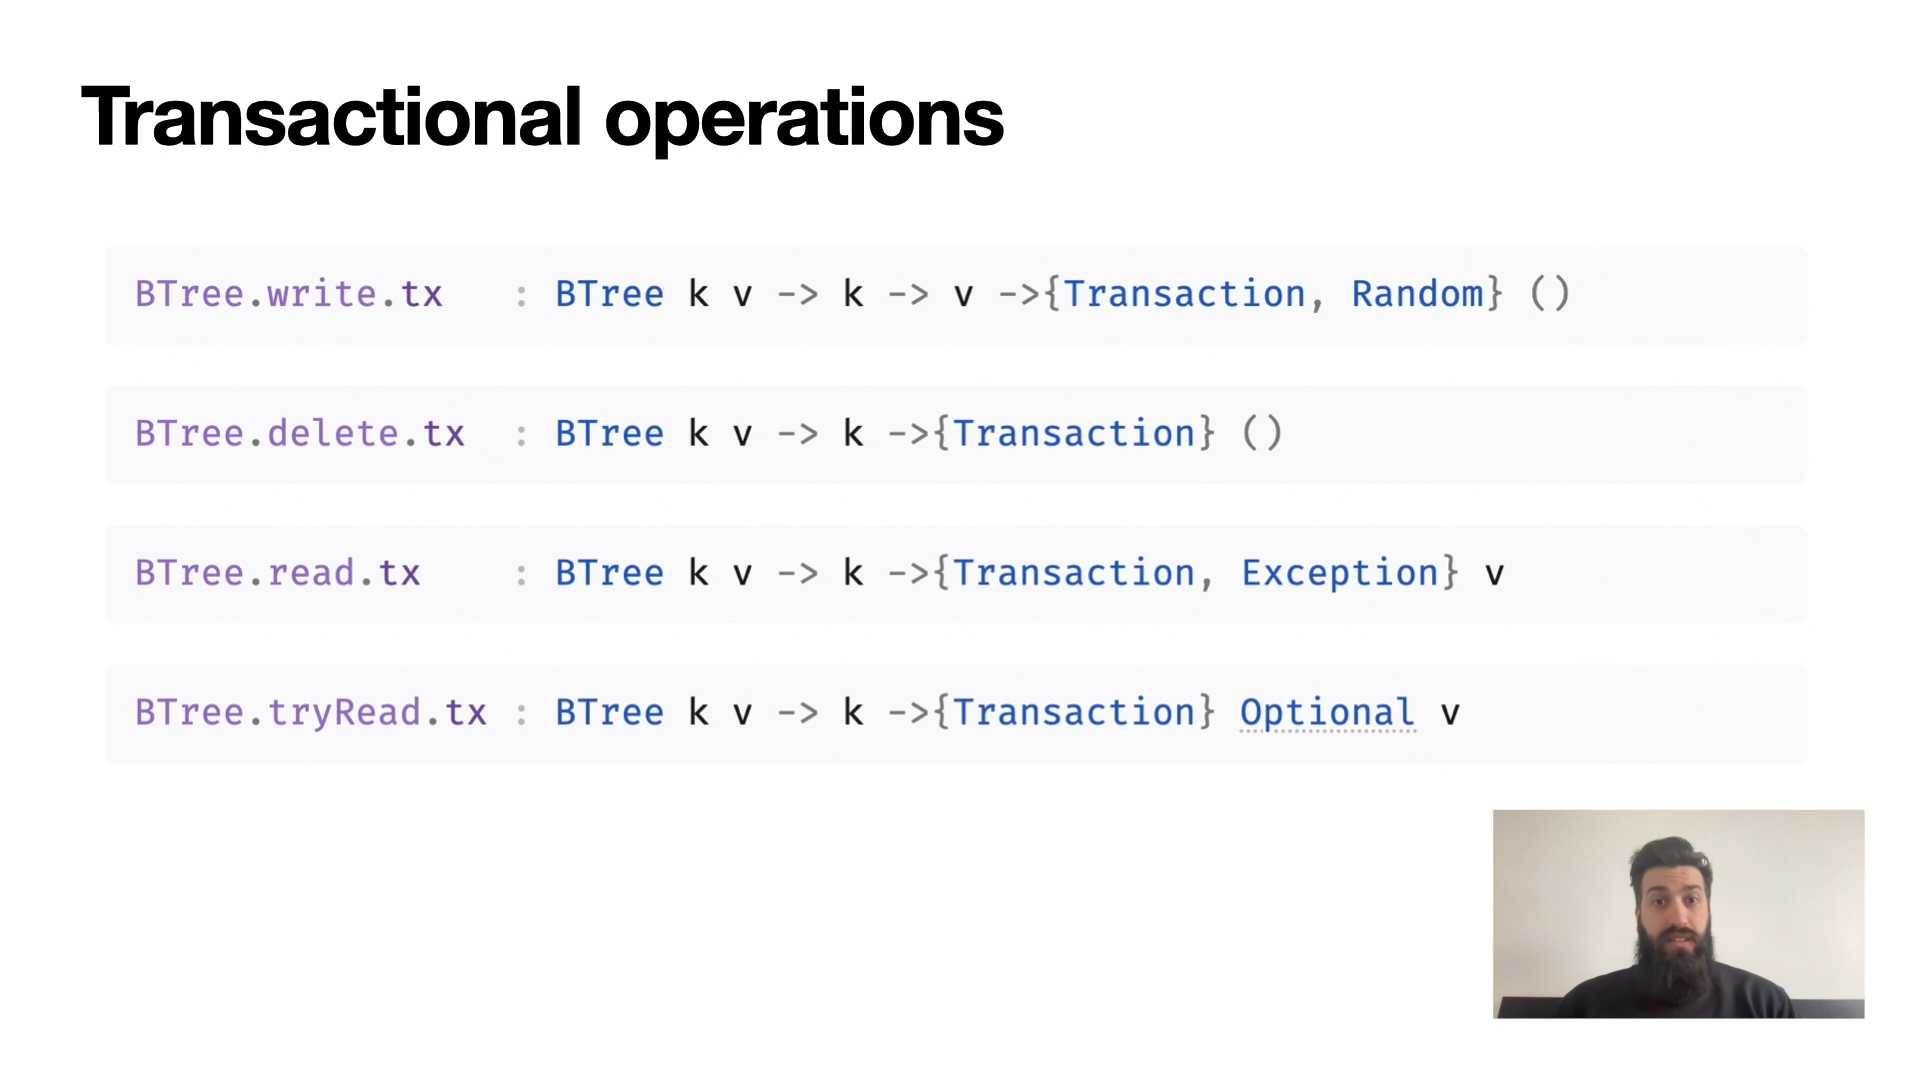 Transactional operations
BTree.write.tx : BTree k v -> k -> v ->{Transaction, Random} ()
BTree.delete.tx : BTree k v -> k ->{Transaction} ()
BTree.read.tx : BTree k v -> k ->{Transaction, Exception} v
BTree.tryRead.tx : BTree k v -> k ->{Transaction} Optional v